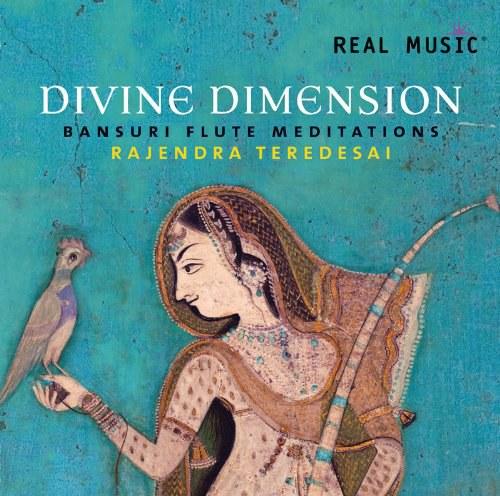 REAL MUSIC®
DIVINE DIMENSION
BANSURI FLUTE MEDITATIONS
RAJENDRA TEREDESAI